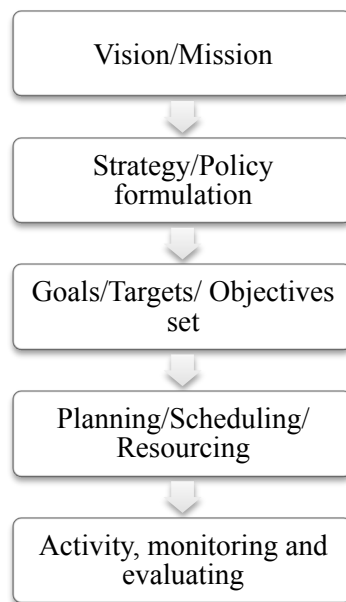 Vision/Mission
Strategy/Policy
formulation
Goals/Targets/ Objectives
set
Planning/Scheduling/
Resourcing
Activity, monitoring and
evaluating